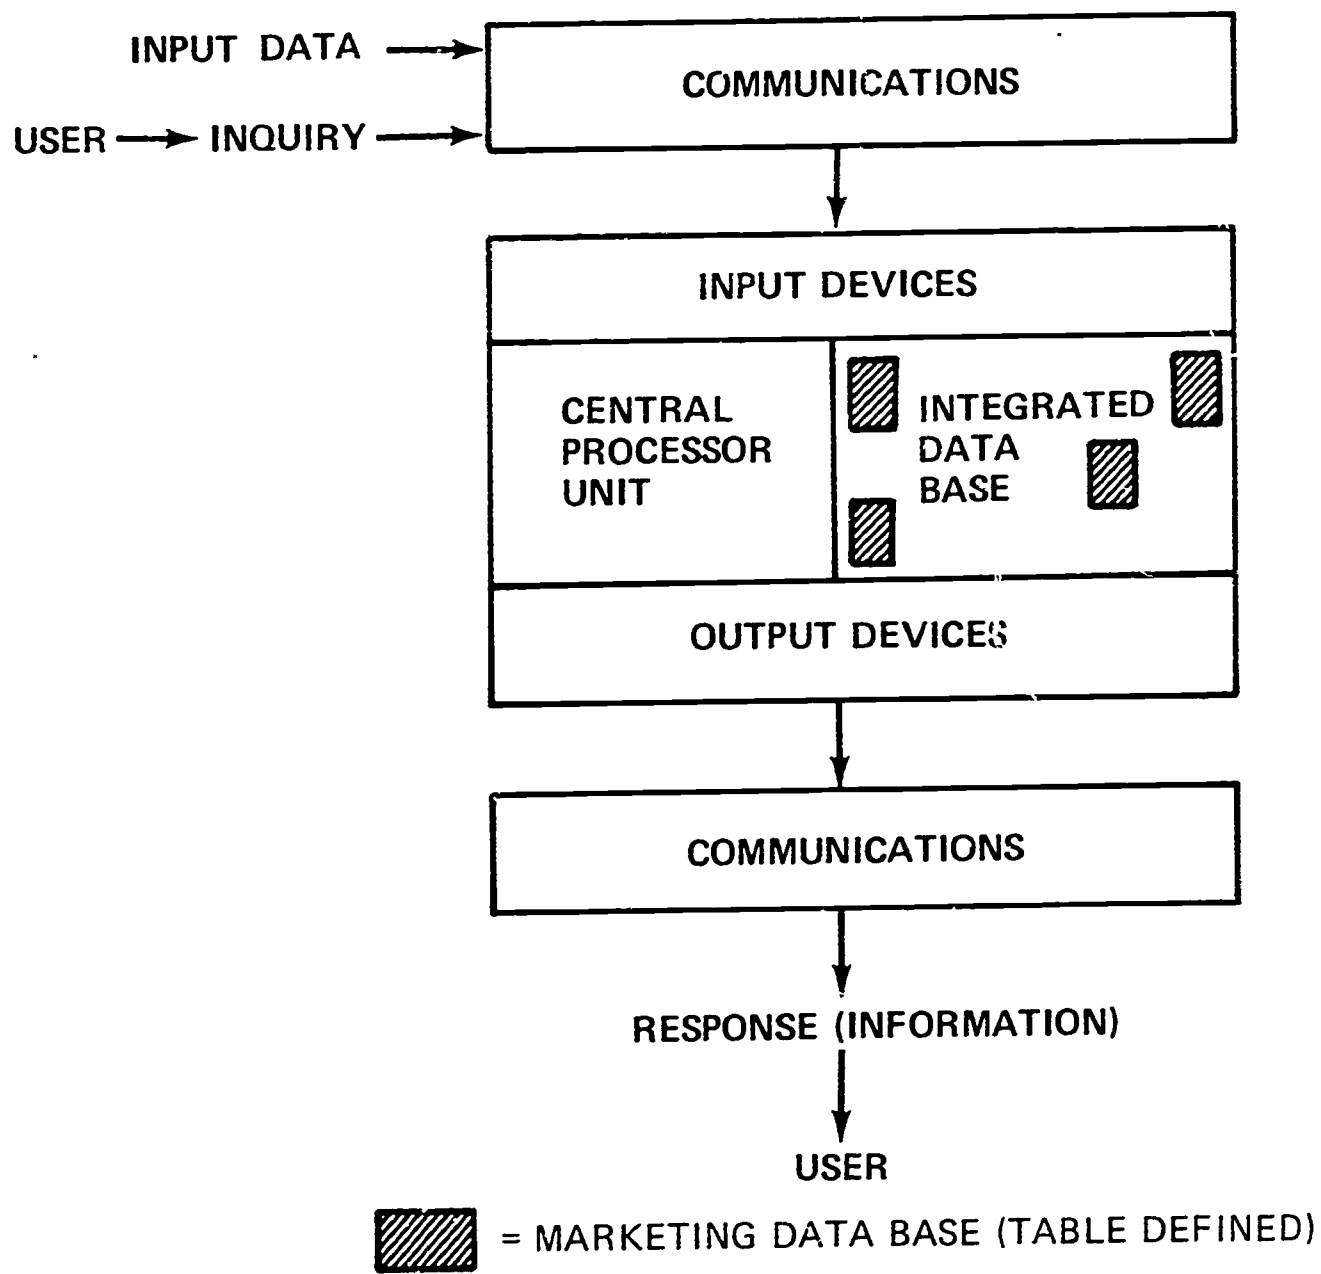 INPUT DATA
COMMUNICATIONS
USER INQUIRY
INPUT DEVICES
CENTRAL
PROCESSOR
UNIT
INTEGRATED
DATA
BASE
OUTPUT DEVICES
COMMUNICATIONS
RESPONSE (INFORMATION)
USER
= MARKETING DATA BASE (TABLE DEFINED)